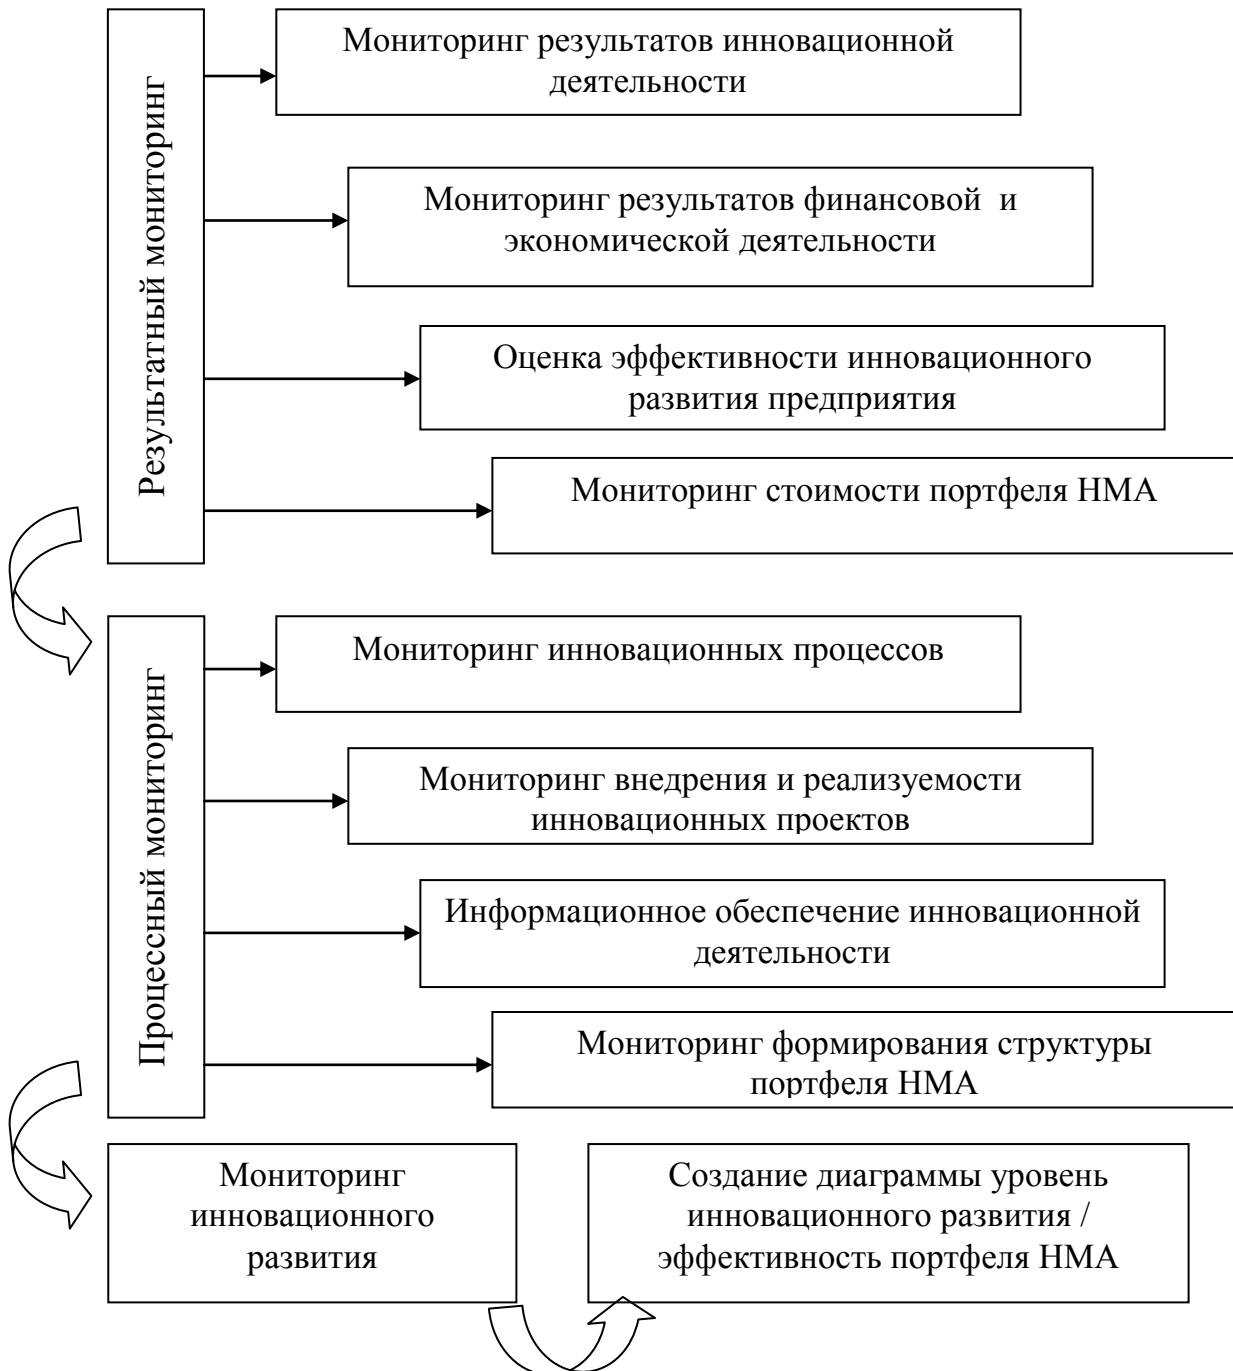 Результатный мониторинг
Мониторинг результатов инновационной
деятельности
Мониторинг результатов финансовой и
экономической деятельности
Оценка эффективности инновационного
развития предприятия
Мониторинг стоимости портфеля НМА
Процессный мониторинг
Мониторинг инновационных процессов
Мониторинг внедрения и реализуемости
инновационных проектов
Информационное обеспечение инновационной
деятельности
Мониторинг формирования структуры
портфеля НМА
Мониторинг
инновационного
развития
Создание диаграммы уровень
инновационного развития /
эффективность портфеля НМА